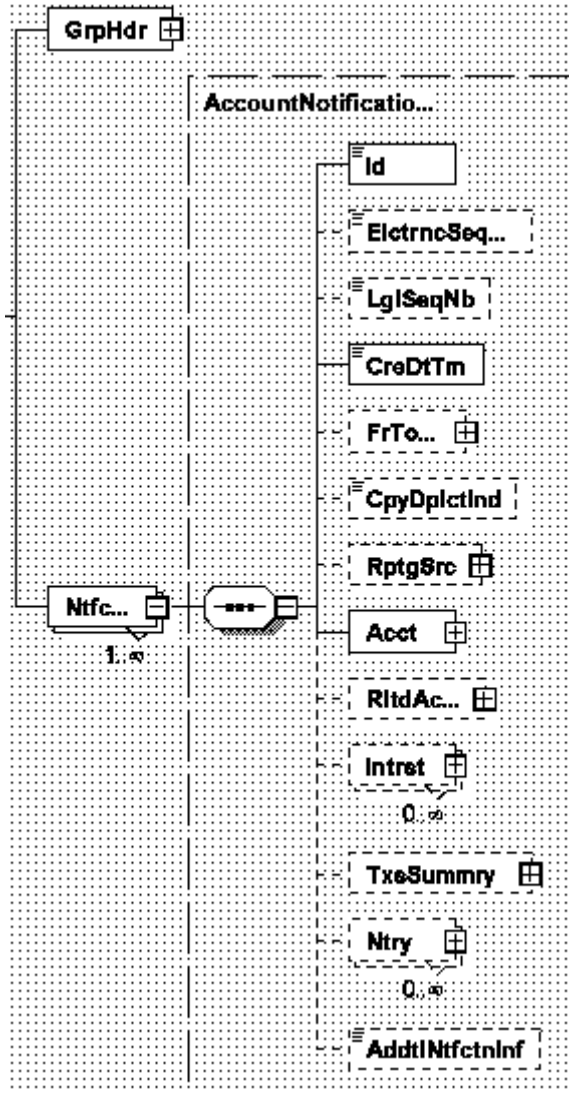 GrpHdr
AccountNotificatio...
Id
ElctrncSeq...
LglSeqNb
CreDtTm
FrTo...
CpyDplctInd
RptgSrc
Ntfc...
1..∞
Acct
RltdAc...
Intrst
0..∞
TxsSummry
Ntry
0..∞
AddtlNtfctnInf